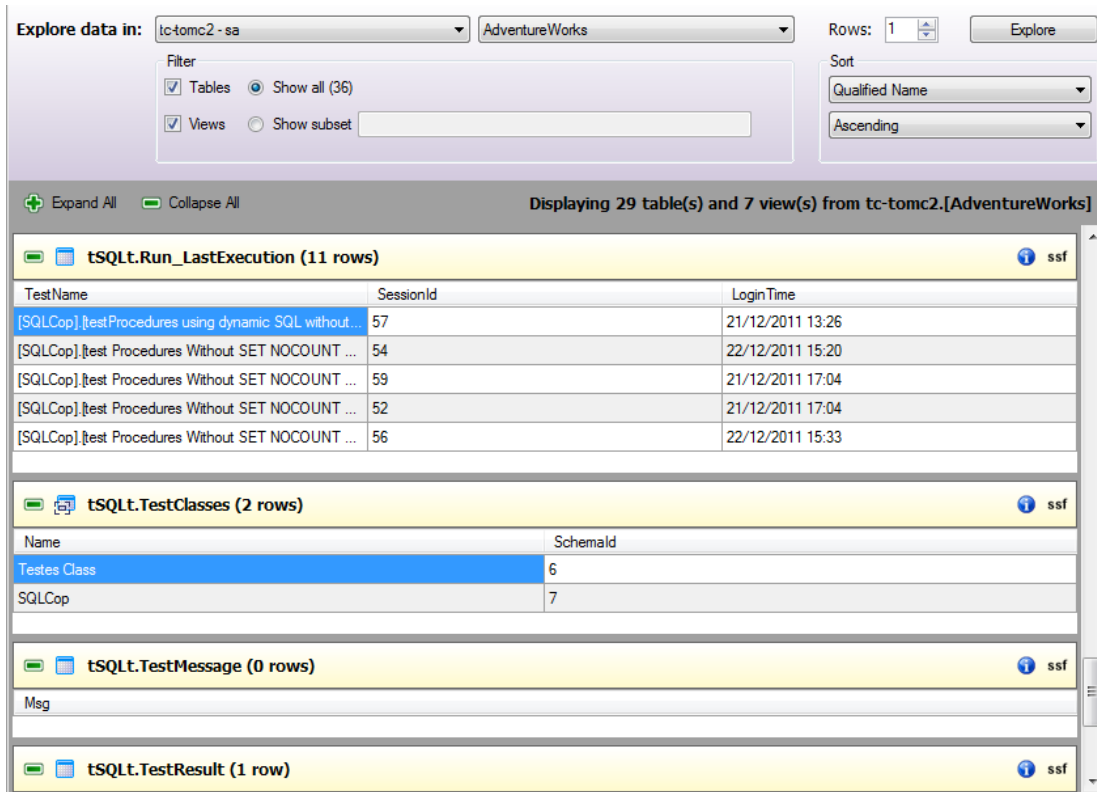 Explore data in: tc-tomc2 - sa AdventureWorks Rows: 1 Explore
Filter Sort
Tables Show all (36) Qualified Name
Views Show subset Ascending
Expand All Collapse All Displaying 29 table(s) and 7 view(s) from tc-tomc2.[AdventureWorks]
tSQLt.Run_LastExecution (11 rows) ssf
TestName SessionId LoginTime
[SQLCop].[testProcedures using dynamic SQL without... 57 21/12/2011 13:26
[SQLCop].[test Procedures Without SET NOCOUNT ... 54 22/12/2011 15:20
[SQLCop].[test Procedures Without SET NOCOUNT ... 59 21/12/2011 17:04
[SQLCop].[test Procedures Without SET NOCOUNT ... 52 21/12/2011 17:04
[SQLCop].[test Procedures Without SET NOCOUNT ... 56 22/12/2011 15:33
tSQLt.TestClasses (2 rows) ssf
Name SchemaId
Testes Class 6
SQLCop 7
tSQLt.TestMessage (0 rows) ssf
Msg
tSQLt.TestResult (1 row) ssf